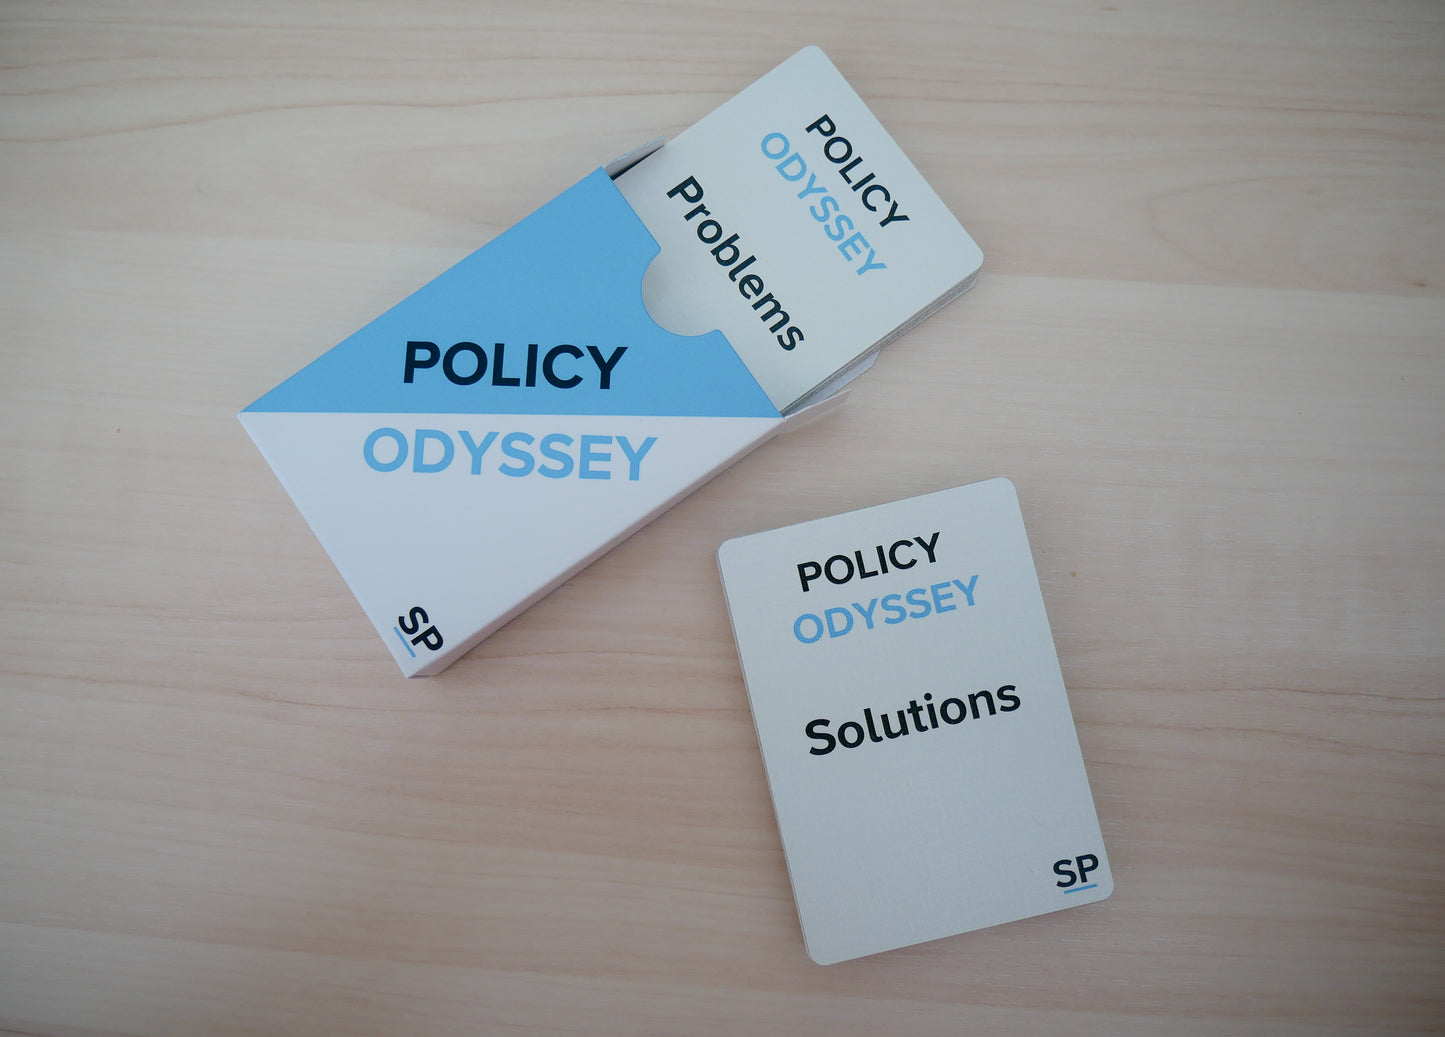 POLICY
ODYSSEY
Problems
POLICY
ODYSSEY
SP
POLICY
ODYSSEY
Solutions
SP